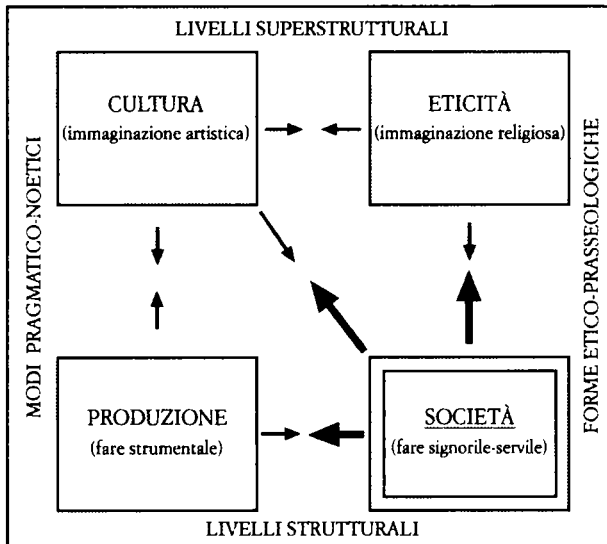 LIVELLI SUPERSTRUTTURALI
CULTURA
(immaginazione artistica)
ETICITÀ
(immaginazione religiosa)
MODI PRAGMATICO-NOETICI
FORME ETICO-PRASSEOLOGICHE
PRODUZIONE
(fare strumentale)
SOCIETÀ
(fare signorile-servile)
LIVELLI STRUTTURALI